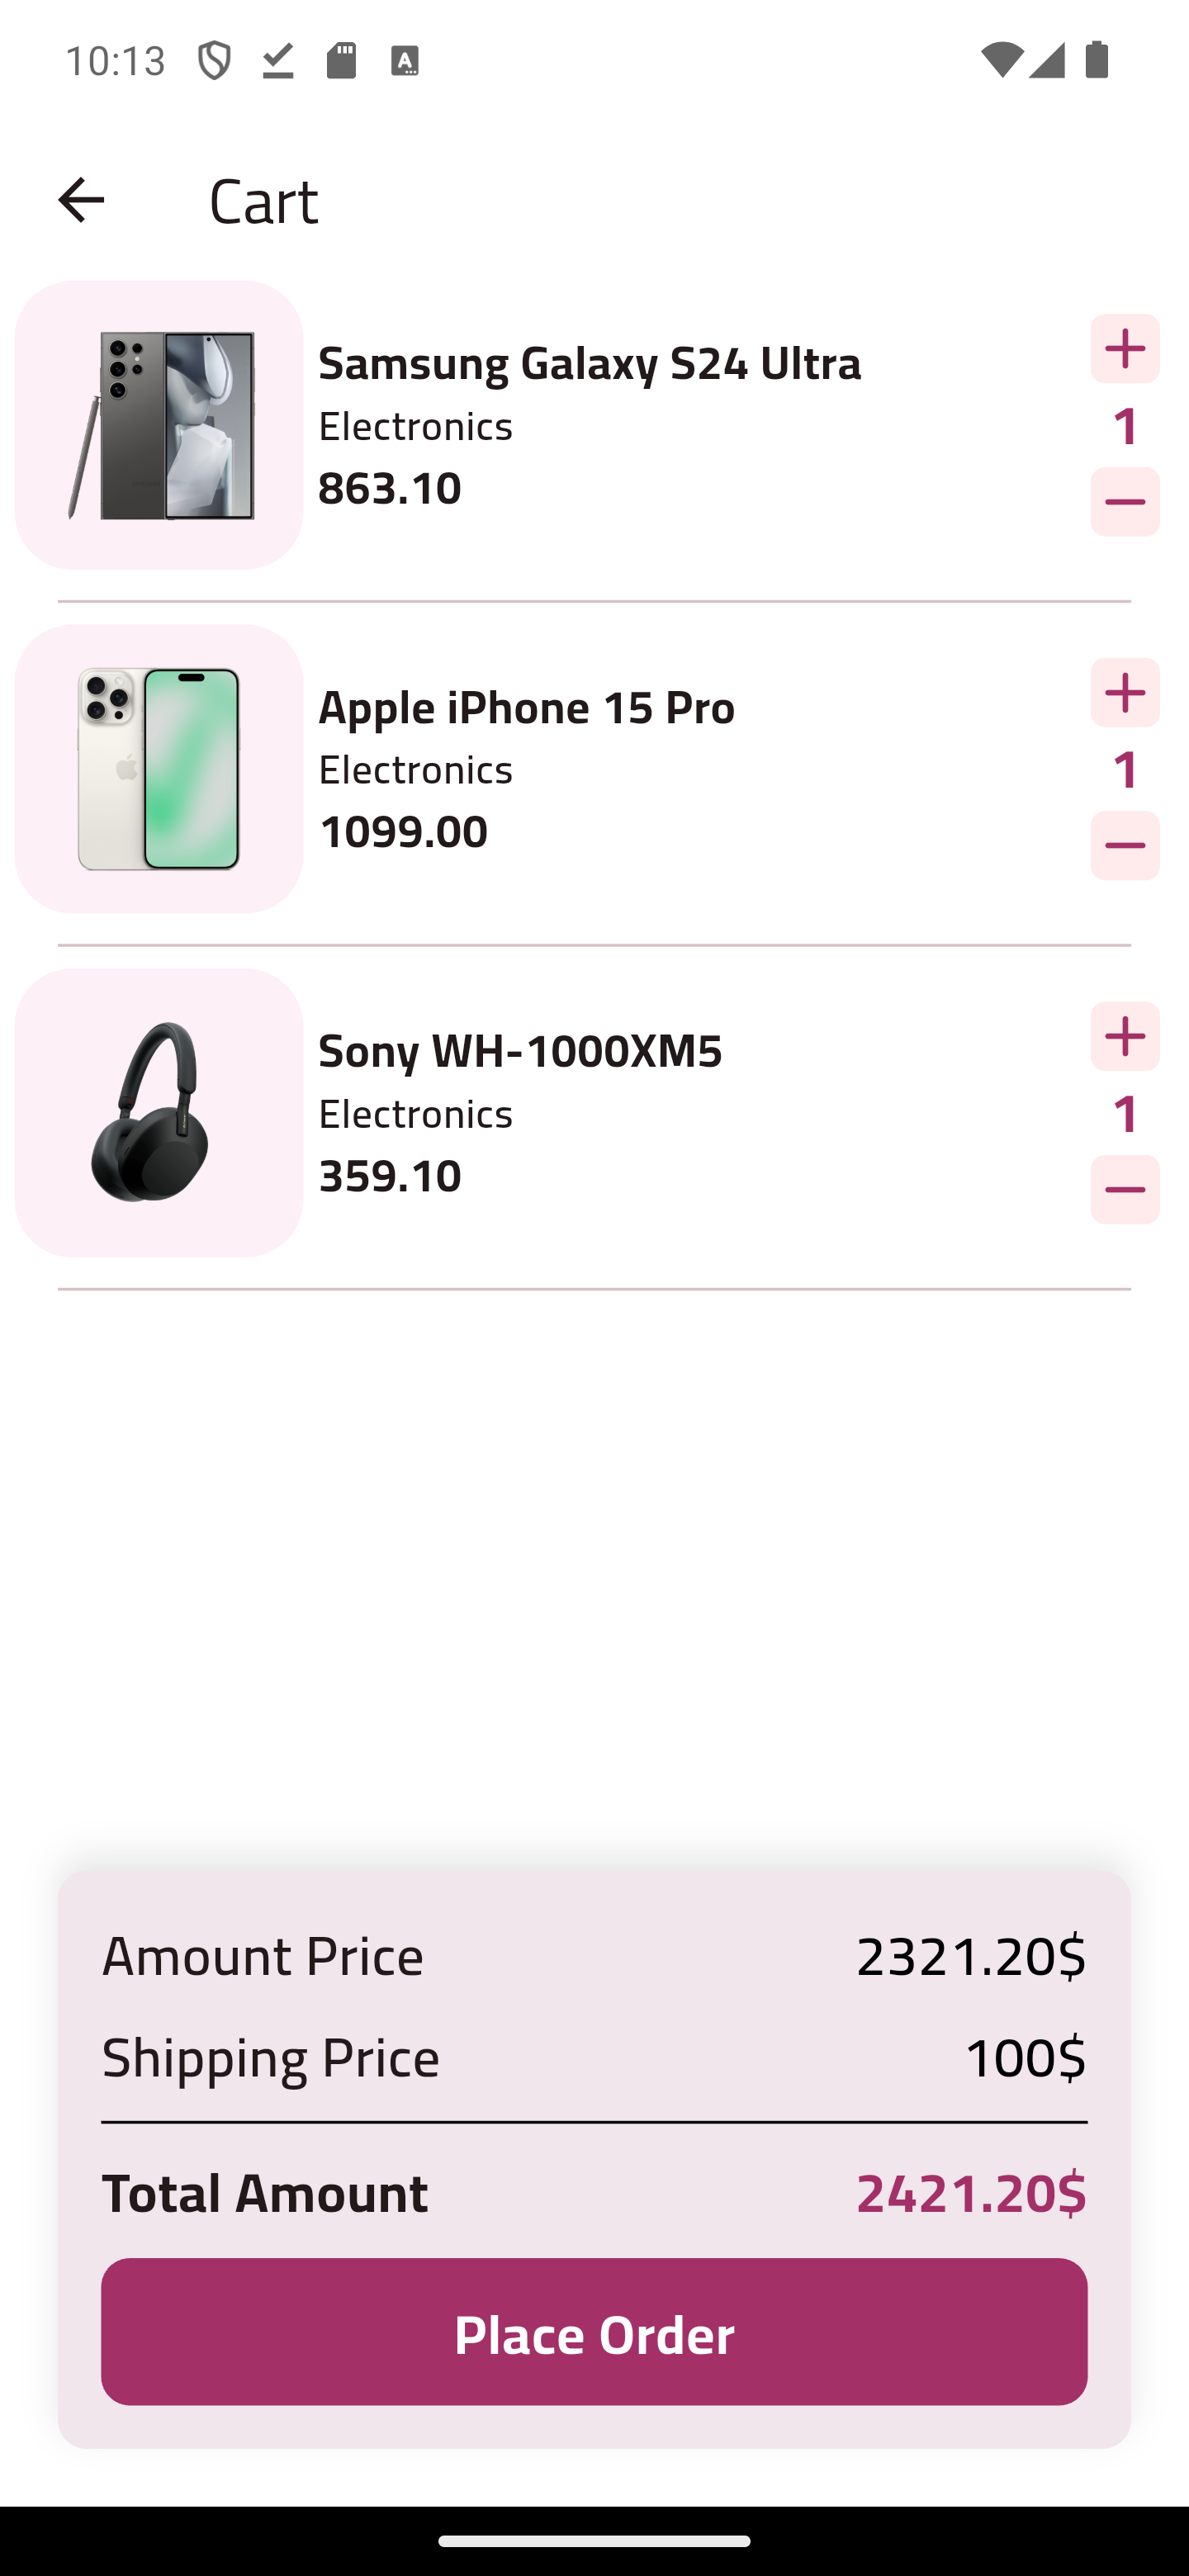 10:13
Cart
Samsung Galaxy S24 Ultra
Electronics
863.10
1
Apple iPhone 15 Pro
Electronics
1099.00
1
Sony WH-1000XM5
Electronics
359.10
1
Amount Price 2321.20$
Shipping Price 100$
Total Amount 2421.20$
Place Order